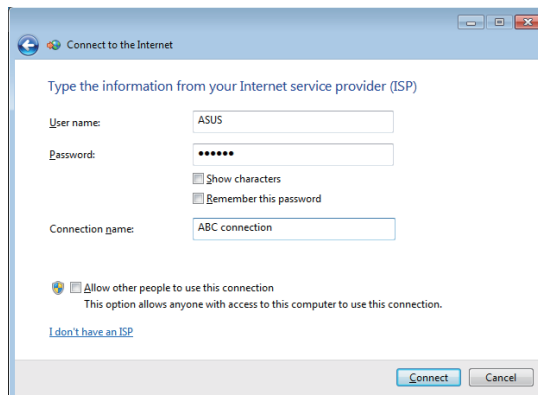 Connect to the Internet
Type the information from your Internet service provider (ISP)
User name:
ASUS
Password:
••••••
Show characters
Remember this password
Connection name:
ABC connection
Allow other people to use this connection
This option allows anyone with access to this computer to use this connection.
I don't have an ISP
Connect
Cancel